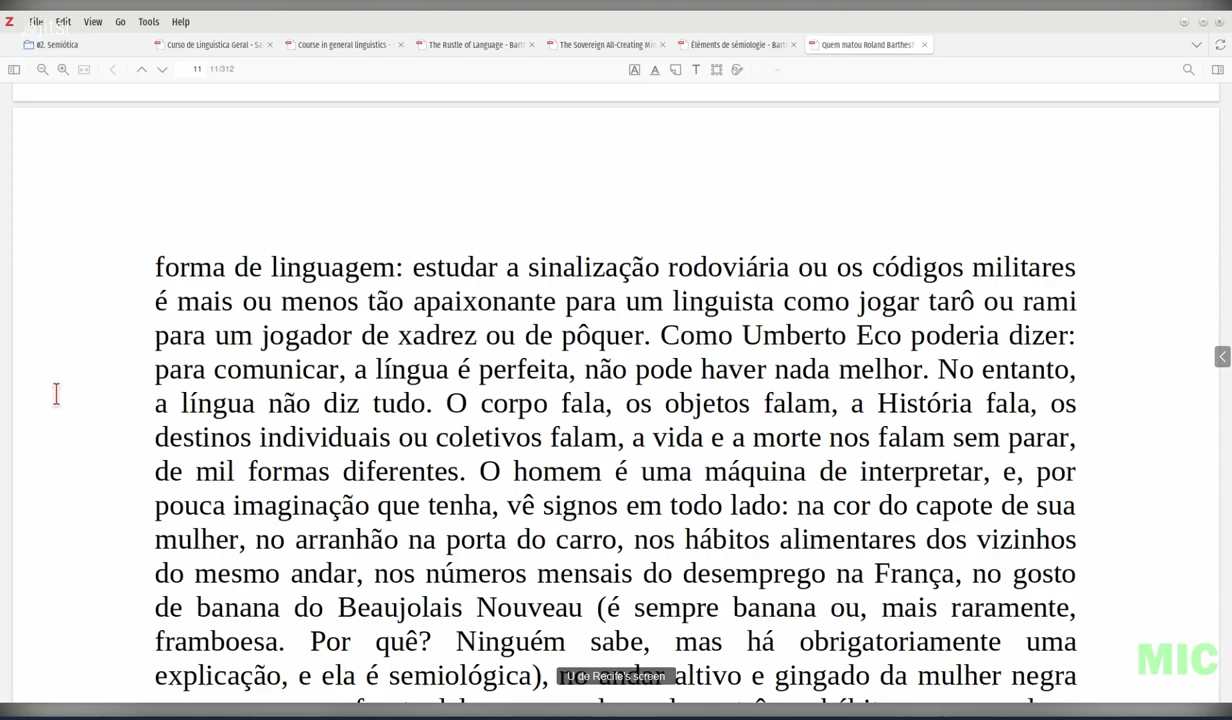 File Edit View Go Tools Help
#2. Semiótica
Curso de Linguística Geral - Sa
Course in general linguistics -
The Rustle of Language - Bart
The Sovereign All-Creating Mi
Éléments de sémiologie - Bart
Quem matou Roland Barthes?
11 11/312
forma de linguagem: estudar a sinalização rodoviária ou os códigos militares
é mais ou menos tão apaixonante para um linguista como jogar tarô ou rami
para um jogador de xadrez ou de pôquer. Como Umberto Eco poderia dizer:
para comunicar, a língua é perfeita, não pode haver nada melhor. No entanto,
a língua não diz tudo. O corpo fala, os objetos falam, a História fala, os
destinos individuais ou coletivos falam, a vida e a morte nos falam sem parar,
de mil formas diferentes. O homem é uma máquina de interpretar, e, por
pouca imaginação que tenha, vê signos em todo lado: na cor do capote de sua
mulher, no arranhão na porta do carro, nos hábitos alimentares dos vizinhos
do mesmo andar, nos números mensais do desemprego na França, no gosto
de banana do Beaujolais Nouveau (é sempre banana ou, mais raramente,
framboesa. Por quê? Ninguém sabe, mas há obrigatoriamente uma
explicação, e ela é semiológica), no andar altivo e gingado da mulher negra
U de Recife's screen
MIC